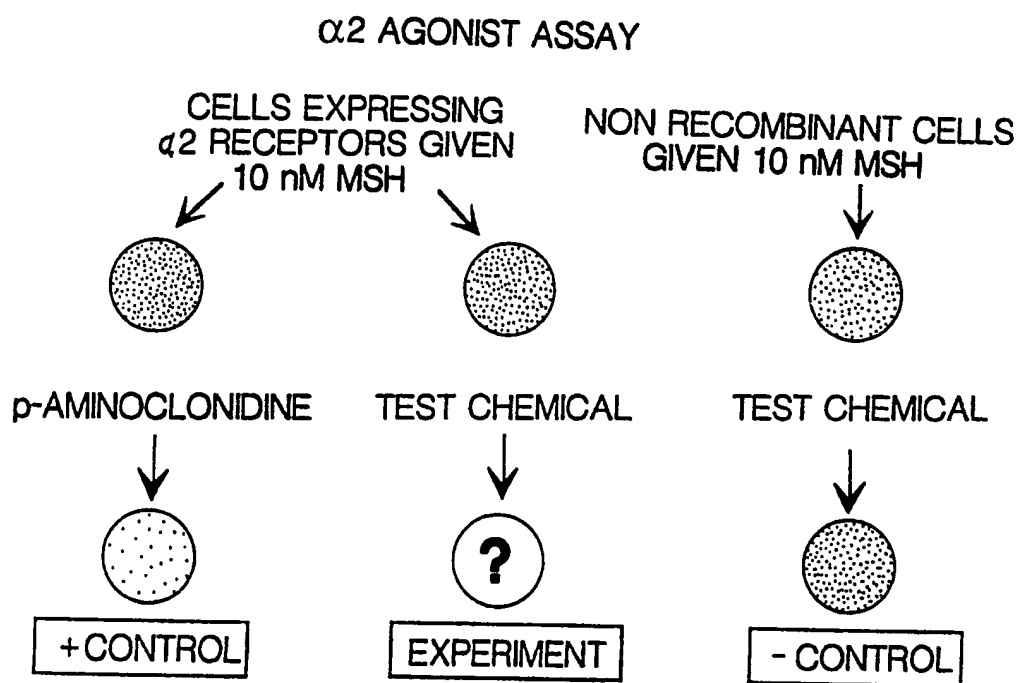 α2 AGONIST ASSAY
CELLS EXPRESSING
α2 RECEPTORS GIVEN
10 nM MSH
NON RECOMBINANT CELLS
GIVEN 10 nM MSH
p-AMINOCLONIDINE
TEST CHEMICAL
TEST CHEMICAL
?
+ CONTROL
EXPERIMENT
- CONTROL